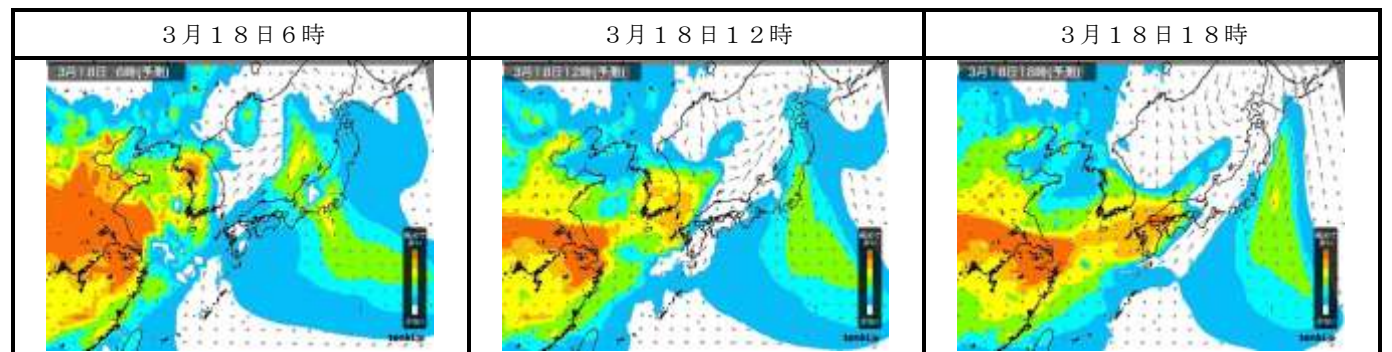 ３月１８日６時
３月１８日１２時
３月１８日１８時
3月18日 6時(予測)
3月18日12時(予測)
3月18日18時(予測)
tenki.jp
tenki.jp
tenki.jp